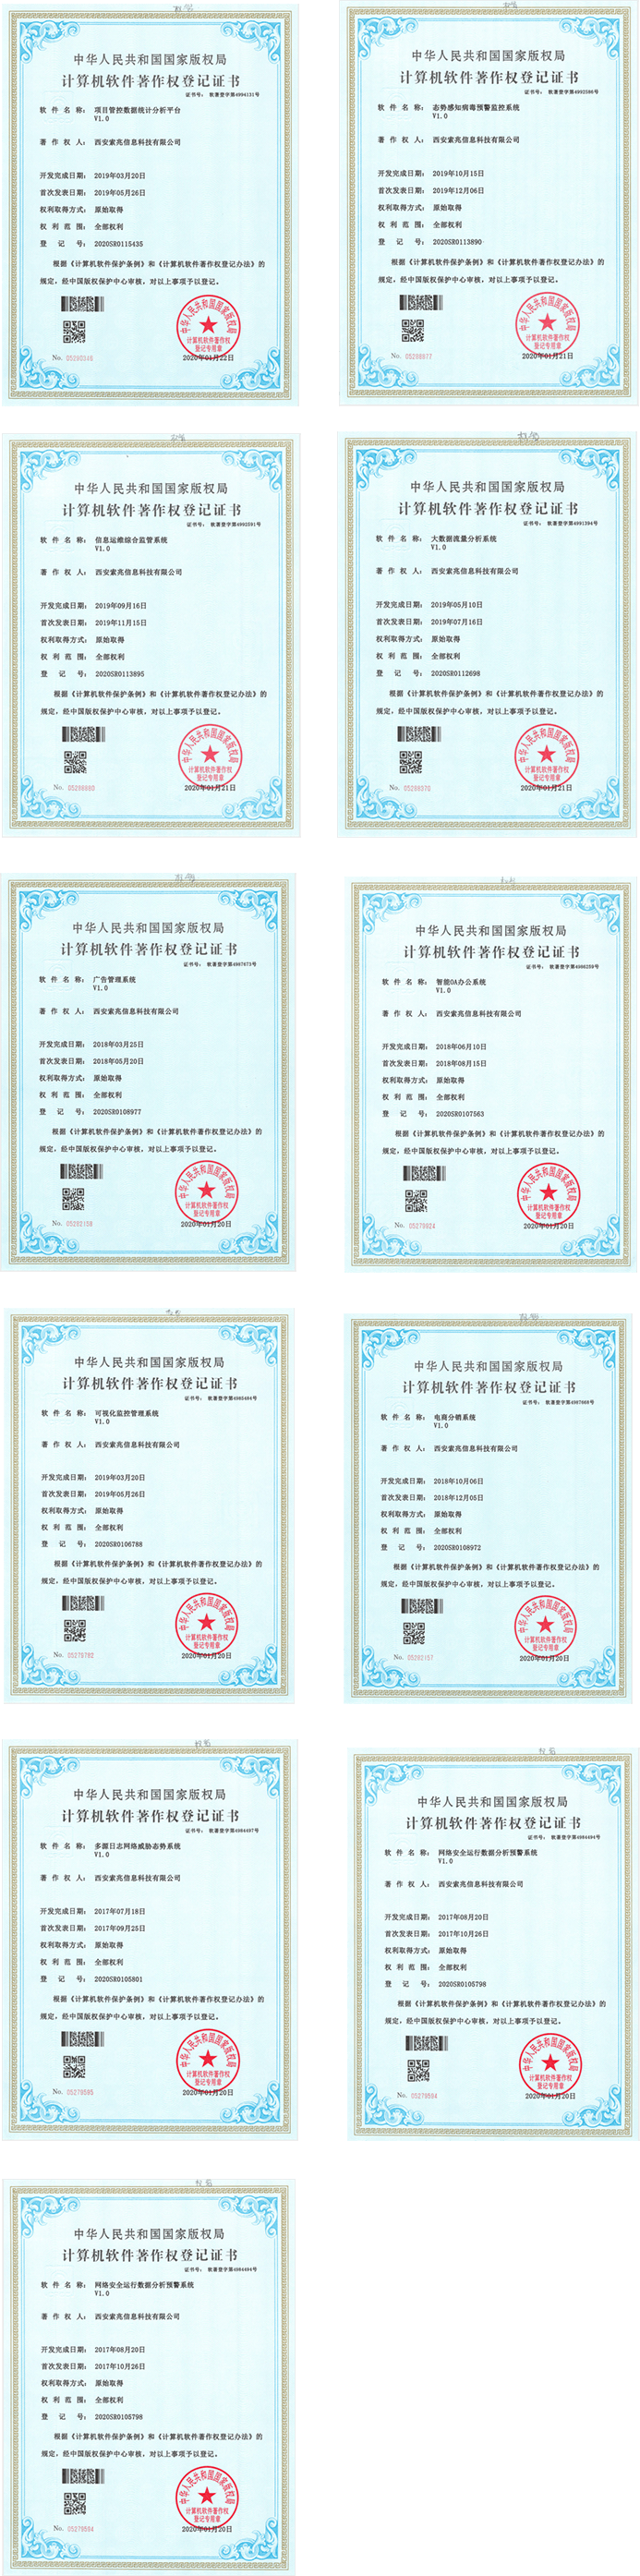 中华人民共和国国家版权局
计算机软件著作权登记证书
证书号： 软著登字第4994131号
软件名称： 项目管控数据统计分析平台
V1.0
著作权人： 西安索兆信息科技有限公司
开发完成日期： 2019年03月20日
首次发表日期： 2019年05月26日
权利取得方式： 原始取得
权利范围： 全部权利
登记号： 2020SR0115435
根据《计算机软件保护条例》和《计算机软件著作权登记办法》的
规定，经中国版权保护中心审核，对以上事项予以登记。
中华人民共和国国家版权局
计算机软件著作权
登记专用章
No.
2020年01月22日
中华人民共和国国家版权局
计算机软件著作权登记证书
证书号： 软著登字第4992586号
软件名称： 态势感知病毒预警监控系统
V1.0
著作权人： 西安索兆信息科技有限公司
开发完成日期： 2019年10月15日
首次发表日期： 2019年12月06日
权利取得方式： 原始取得
权利范围： 全部权利
登记号： 2020SR0113890
根据《计算机软件保护条例》和《计算机软件著作权登记办法》的
规定，经中国版权保护中心审核，对以上事项予以登记。
中华人民共和国国家版权局
计算机软件著作权
登记专用章
No. 05288877
2020年01月21日
中华人民共和国国家版权局
计算机软件著作权登记证书
证书号： 软著登字第4992591号
软件名称： 信息运维综合监管系统
V1.0
著作权人： 西安索兆信息科技有限公司
开发完成日期： 2019年09月16日
首次发表日期： 2019年11月15日
权利取得方式： 原始取得
权利范围： 全部权利
登记号： 2020SR0113895
根据《计算机软件保护条例》和《计算机软件著作权登记办法》的
规定，经中国版权保护中心审核，对以上事项予以登记。
中华人民共和国国家版权局
计算机软件著作权
登记专用章
No. 05288880
2020年01月21日
中华人民共和国国家版权局
计算机软件著作权登记证书
证书号： 软著登字第4991394号
软件名称： 大数据流量分析系统
V1.0
著作权人： 西安索兆信息科技有限公司
开发完成日期： 2019年05月10日
首次发表日期： 2019年07月16日
权利取得方式： 原始取得
权利范围： 全部权利
登记号： 2020SR0112698
根据《计算机软件保护条例》和《计算机软件著作权登记办法》的
规定，经中国版权保护中心审核，对以上事项予以登记。
中华人民共和国国家版权局
计算机软件著作权
登记专用章
No. 05288370
2020年01月21日
中华人民共和国国家版权局
计算机软件著作权登记证书
证书号： 软著登字第4987673号
软件名称： 广告管理系统
V1.0
著作权人： 西安索兆信息科技有限公司
开发完成日期： 2018年03月25日
首次发表日期： 2018年05月20日
权利取得方式： 原始取得
权利范围： 全部权利
登记号： 2020SR0108977
根据《计算机软件保护条例》和《计算机软件著作权登记办法》的
规定，经中国版权保护中心审核，对以上事项予以登记。
中华人民共和国国家版权局
计算机软件著作权
登记专用章
No. 05282158
2020年01月20日
中华人民共和国国家版权局
计算机软件著作权登记证书
证书号： 软著登字第4986259号
软件名称： 智能OA办公系统
V1.0
著作权人： 西安索兆信息科技有限公司
开发完成日期： 2018年06月10日
首次发表日期： 2018年08月15日
权利取得方式： 原始取得
权利范围： 全部权利
登记号： 2020SR0107563
根据《计算机软件保护条例》和《计算机软件著作权登记办法》的
规定，经中国版权保护中心审核，对以上事项予以登记。
中华人民共和国国家版权局
计算机软件著作权
登记专用章
No. 05279924
2020年01月20日
中华人民共和国国家版权局
计算机软件著作权登记证书
证书号： 软著登字第4985484号
软件名称： 可视化监控管理系统
V1.0
著作权人： 西安索兆信息科技有限公司
开发完成日期： 2019年03月20日
首次发表日期： 2019年05月26日
权利取得方式： 原始取得
权利范围： 全部权利
登记号： 2020SR0106788
根据《计算机软件保护条例》和《计算机软件著作权登记办法》的
规定，经中国版权保护中心审核，对以上事项予以登记。
中华人民共和国国家版权局
计算机软件著作权
登记专用章
No. 05275782
2020年01月20日
中华人民共和国国家版权局
计算机软件著作权登记证书
证书号： 软著登字第4987668号
软件名称： 电商分销系统
V1.0
著作权人： 西安索兆信息科技有限公司
开发完成日期： 2018年10月06日
首次发表日期： 2018年12月05日
权利取得方式： 原始取得
权利范围： 全部权利
登记号： 2020SR0108972
根据《计算机软件保护条例》和《计算机软件著作权登记办法》的
规定，经中国版权保护中心审核，对以上事项予以登记。
中华人民共和国国家版权局
计算机软件著作权
登记专用章
No. 05282157
2020年01月20日
中华人民共和国国家版权局
计算机软件著作权登记证书
证书号： 软著登字第4984497号
软件名称： 多源日志网络威胁态势系统
V1.0
著作权人： 西安索兆信息科技有限公司
开发完成日期： 2017年07月18日
首次发表日期： 2017年09月25日
权利取得方式： 原始取得
权利范围： 全部权利
登记号： 2020SR0105801
根据《计算机软件保护条例》和《计算机软件著作权登记办法》的
规定，经中国版权保护中心审核，对以上事项予以登记。
中华人民共和国国家版权局
计算机软件著作权
登记专用章
No. 05279595
2020年01月20日
中华人民共和国国家版权局
计算机软件著作权登记证书
证书号： 软著登字第4984494号
软件名称： 网络安全运行数据分析预警系统
V1.0
著作权人： 西安索兆信息科技有限公司
开发完成日期： 2017年08月20日
首次发表日期： 2017年10月26日
权利取得方式： 原始取得
权利范围： 全部权利
登记号： 2020SR0105798
根据《计算机软件保护条例》和《计算机软件著作权登记办法》的
规定，经中国版权保护中心审核，对以上事项予以登记。
中华人民共和国国家版权局
计算机软件著作权
登记专用章
No. 05279594
2020年01月20日
中华人民共和国国家版权局
计算机软件著作权登记证书
证书号： 软著登字第4984494号
软件名称： 网络安全运行数据分析预警系统
V1.0
著作权人： 西安索兆信息科技有限公司
开发完成日期： 2017年08月20日
首次发表日期： 2017年10月26日
权利取得方式： 原始取得
权利范围： 全部权利
登记号： 2020SR0105798
根据《计算机软件保护条例》和《计算机软件著作权登记办法》的
规定，经中国版权保护中心审核，对以上事项予以登记。
中华人民共和国国家版权局
计算机软件著作权
登记专用章
No. 05279594
2020年01月20日